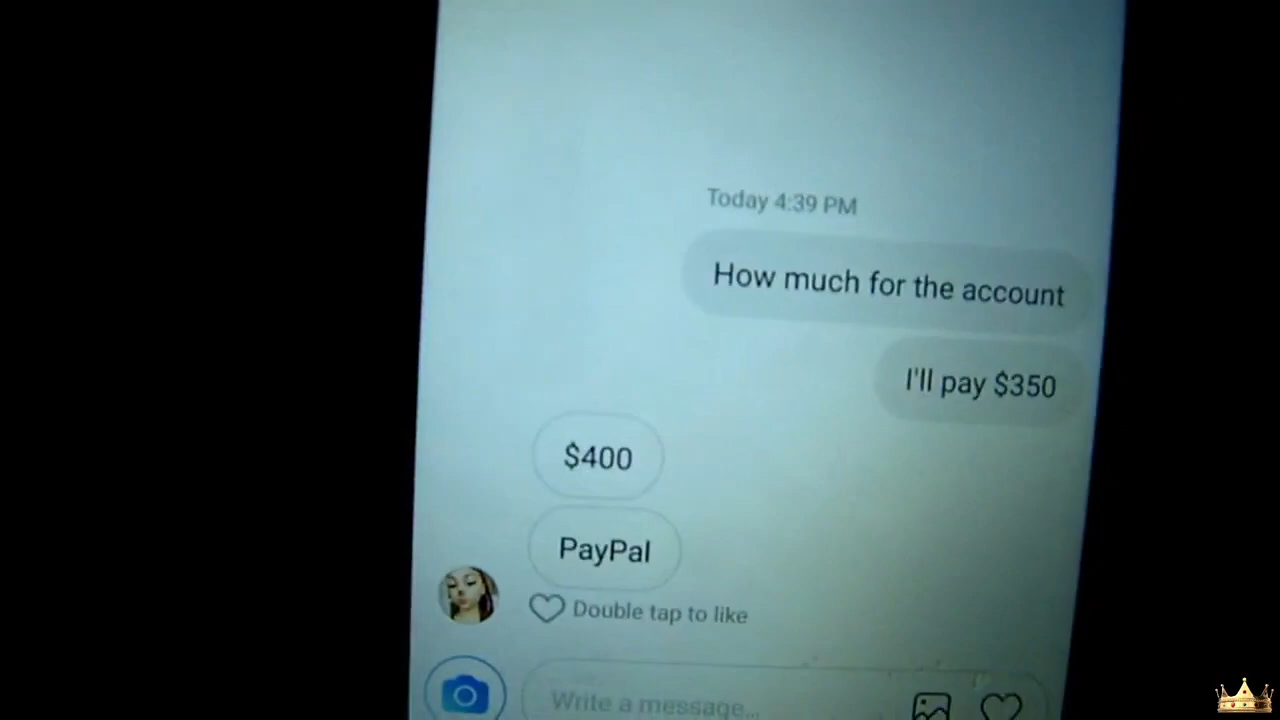 Today 4:39 PM
How much for the account
I'll pay $350
$400
PayPal
Double tap to like
Write a message...